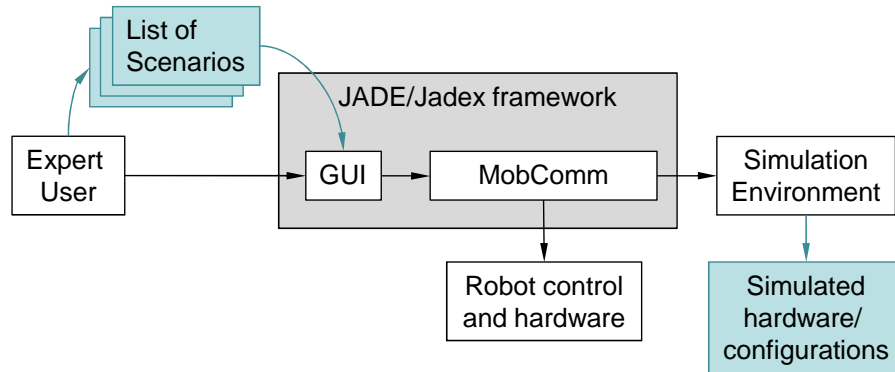 List of
Scenarios
JADE/Jadex framework
Expert
User
GUI
MobComm
Simulation
Environment
Robot control
and hardware
Simulated
hardware/
configurations